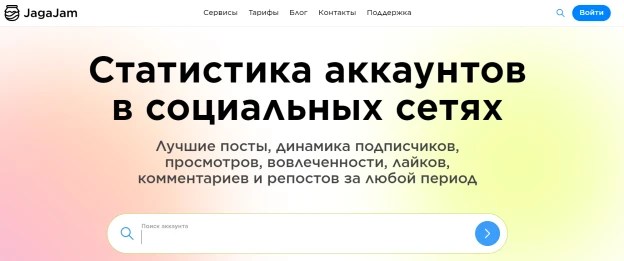 JagaJam
Сервисы Тарифы Блог Контакты Поддержка
Войти
Статистика аккаунтов
в социальных сетях
Лучшие посты, динамика подписчиков,
просмотров, вовлеченности, лайков,
комментариев и репостов за любой период
Поиск аккаунта